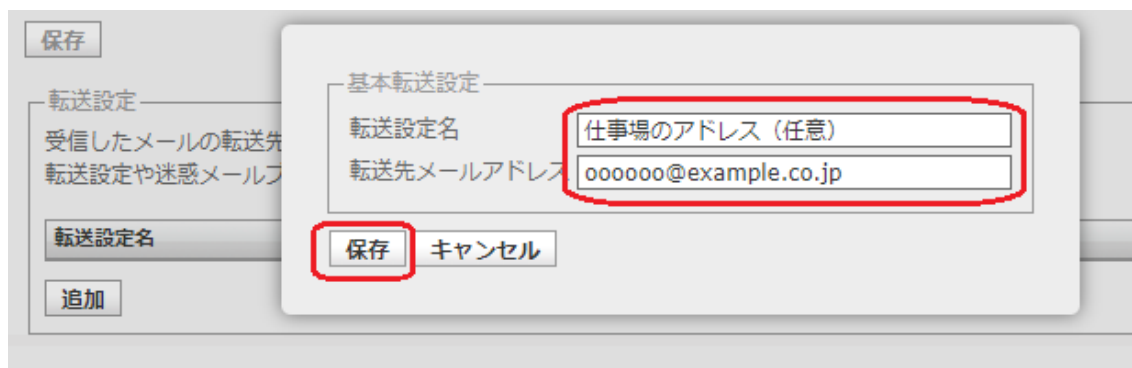 保存
転送設定
受信したメールの転送先
転送設定や迷惑メールフ
転送設定名
追加
基本転送設定
転送設定名 仕事場のアドレス（任意）
転送先メールアドレス oooooo@example.co.jp
保存 キャンセル